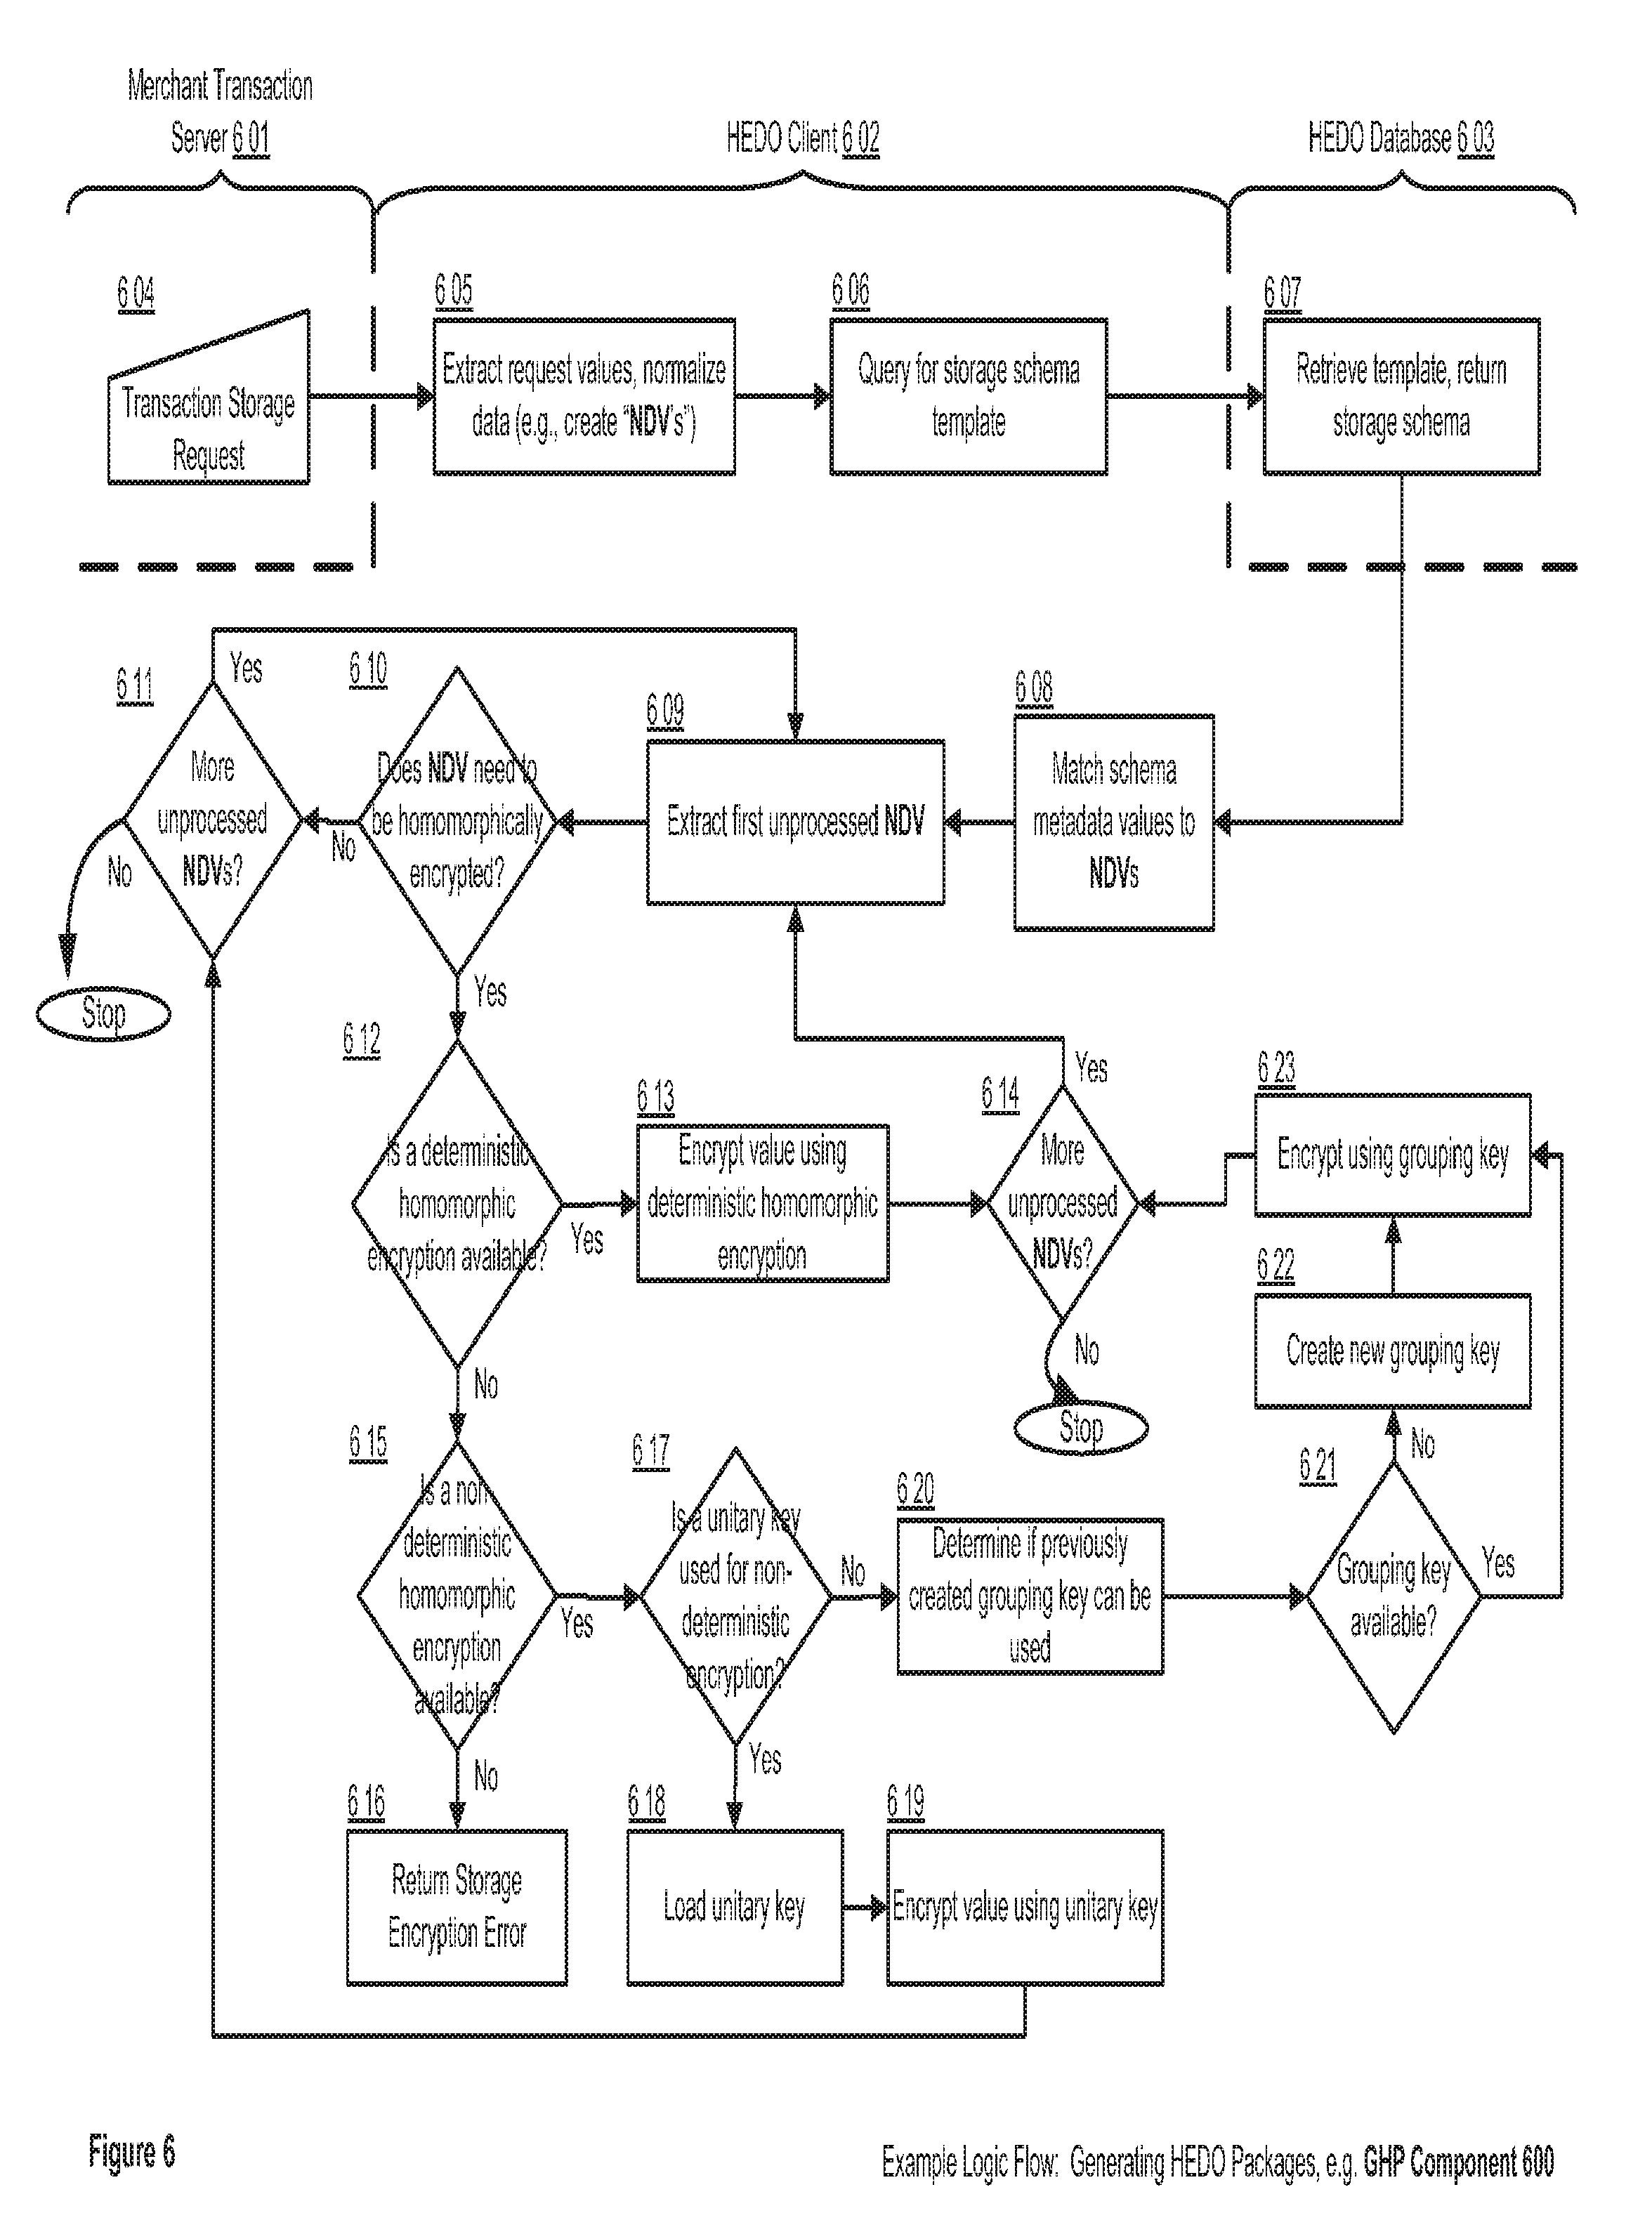 Merchant Transaction
Server 6 01
HEDO Client 6 02
HEDO Database 6 03
6 04
Transaction Storage
Request
6 05
Extract request values, normalize
data (e.g., create "NDV's")
6 06
Query for storage schema
template
6 07
Retrieve template, return
storage schema
6 11
Yes
More
unprocessed
NDVs?
No
Stop
6 10
Does NDV need to
be homomorphically
encrypted?
No
Yes
6 09
Extract first unprocessed NDV
6 08
Match schema
metadata values to
NDVs
6 12
Is a deterministic
homomorphic
encryption available?
Yes
No
6 13
Encrypt value using
deterministic homomorphic
encryption
6 14
Yes
More
unprocessed
NDVs?
No
Stop
6 23
Encrypt using grouping key
6 22
Create new grouping key
6 15
Is a non-
deterministic
homomorphic
encryption
available?
Yes
No
6 17
Is a unitary key
used for non-
deterministic
encryption?
No
Yes
6 20
Determine if previously
created grouping key can be
used
6 21
No
Grouping key
available?
Yes
6 16
Return Storage
Encryption Error
6 18
Load unitary key
6 19
Encrypt value using unitary key
Figure 6
Example Logic Flow: Generating HEDO Packages, e.g. GHP Component 600